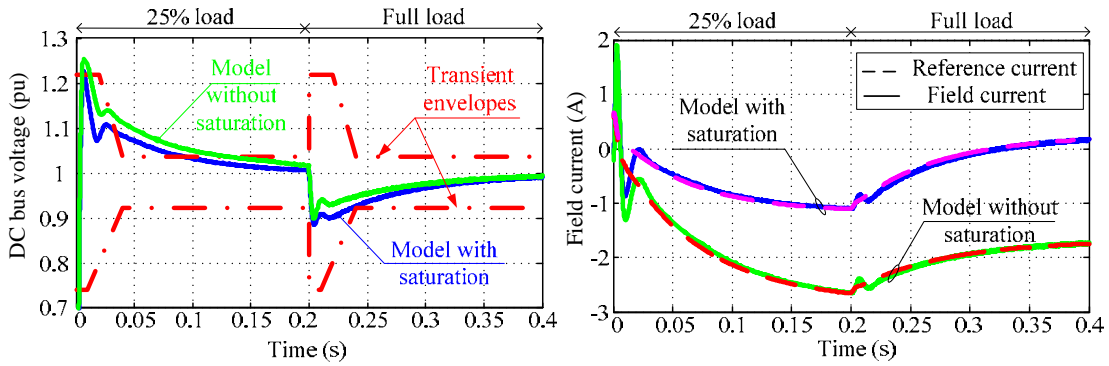 25% load
Full load
DC bus voltage (pu)
1.3
1.2
1.1
1
0.9
0.8
0.7
Model
without
saturation
Transient
envelopes
Model with
saturation
0
0.05
0.1
0.15
0.2
0.25
0.3
0.35
0.4
Time (s)
25% load
Full load
Field current (A)
2
1
0
-1
-2
-3
Reference current
Field current
Model with
saturation
Model without
saturation
0
0.05
0.1
0.15
0.2
0.25
0.3
0.35
0.4
Time (s)